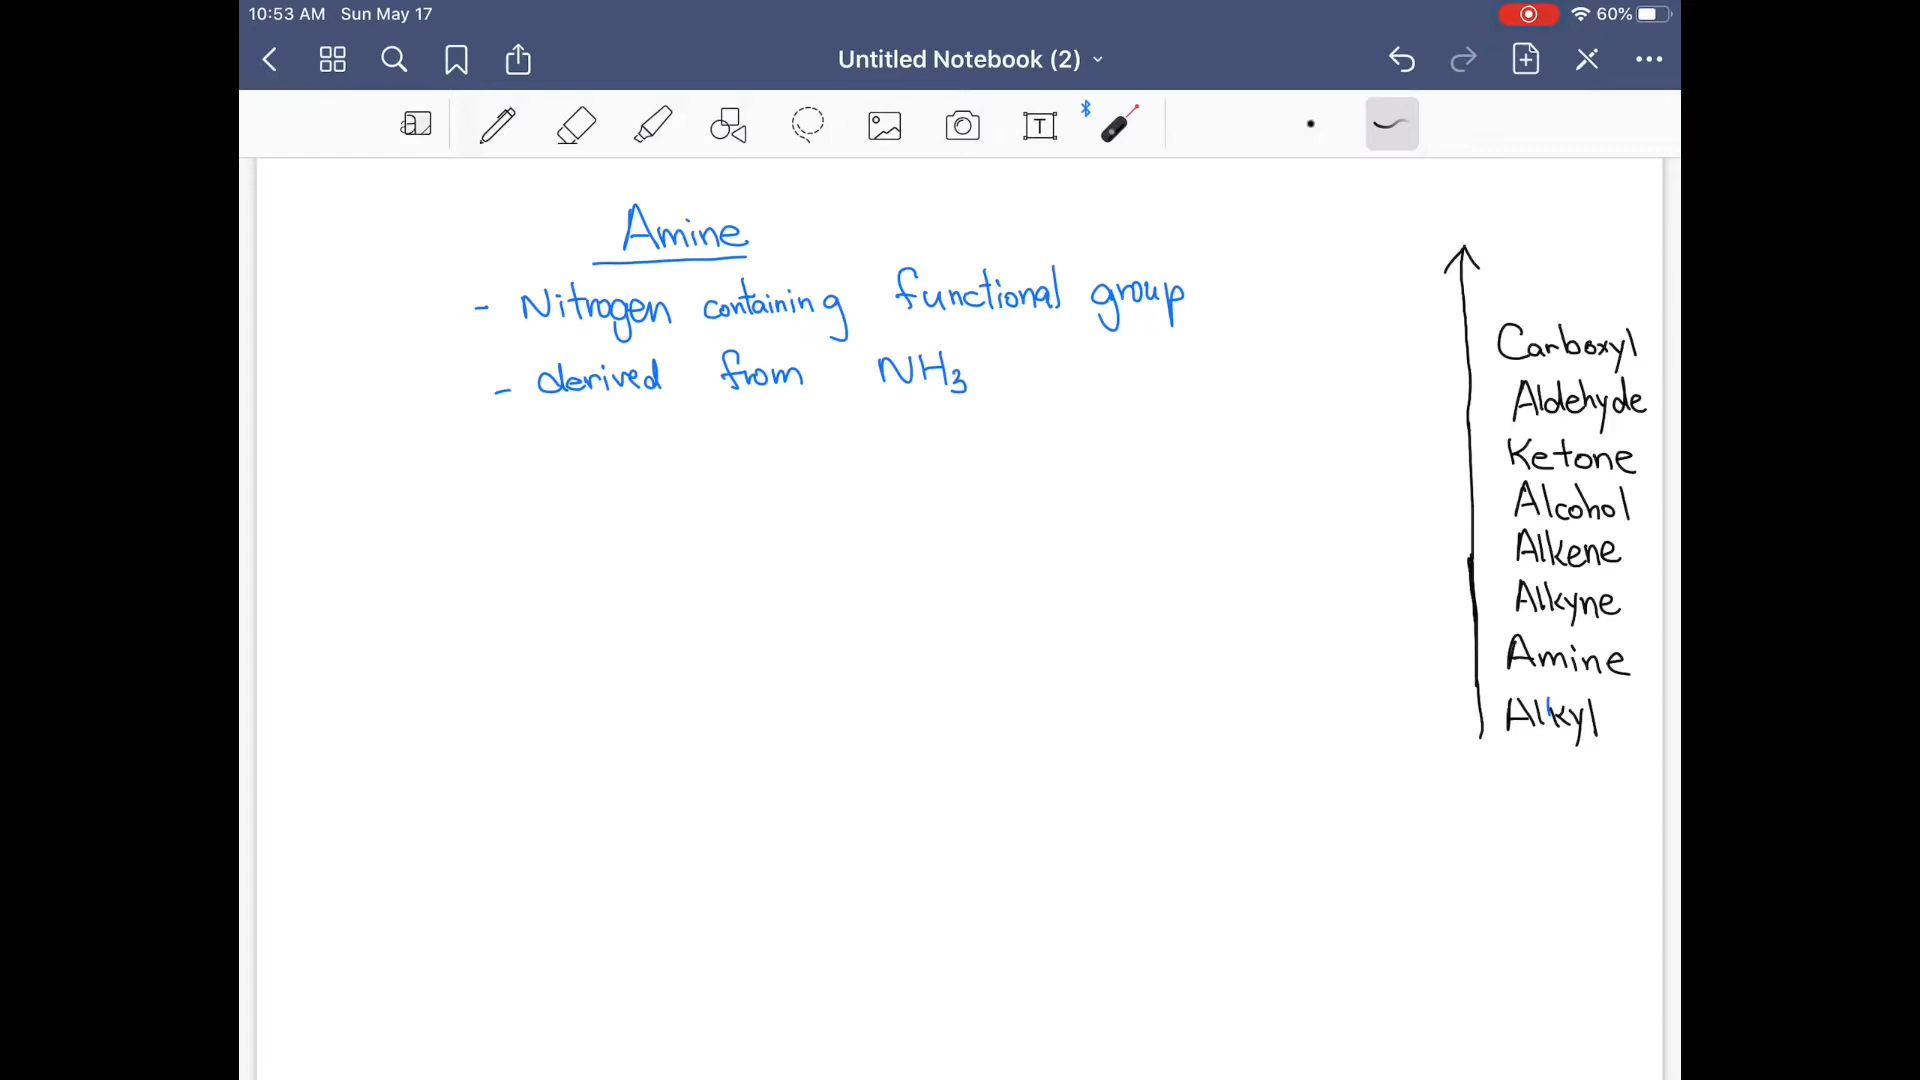 10:53 AM Sun May 17
60%
Untitled Notebook (2)
a
T
Amine
- Nitrogen containing functional group
- derived from NH3
Carboxyl
Aldehyde
Ketone
Alcohol
Alkene
Alkyne
Amine
Alkyl